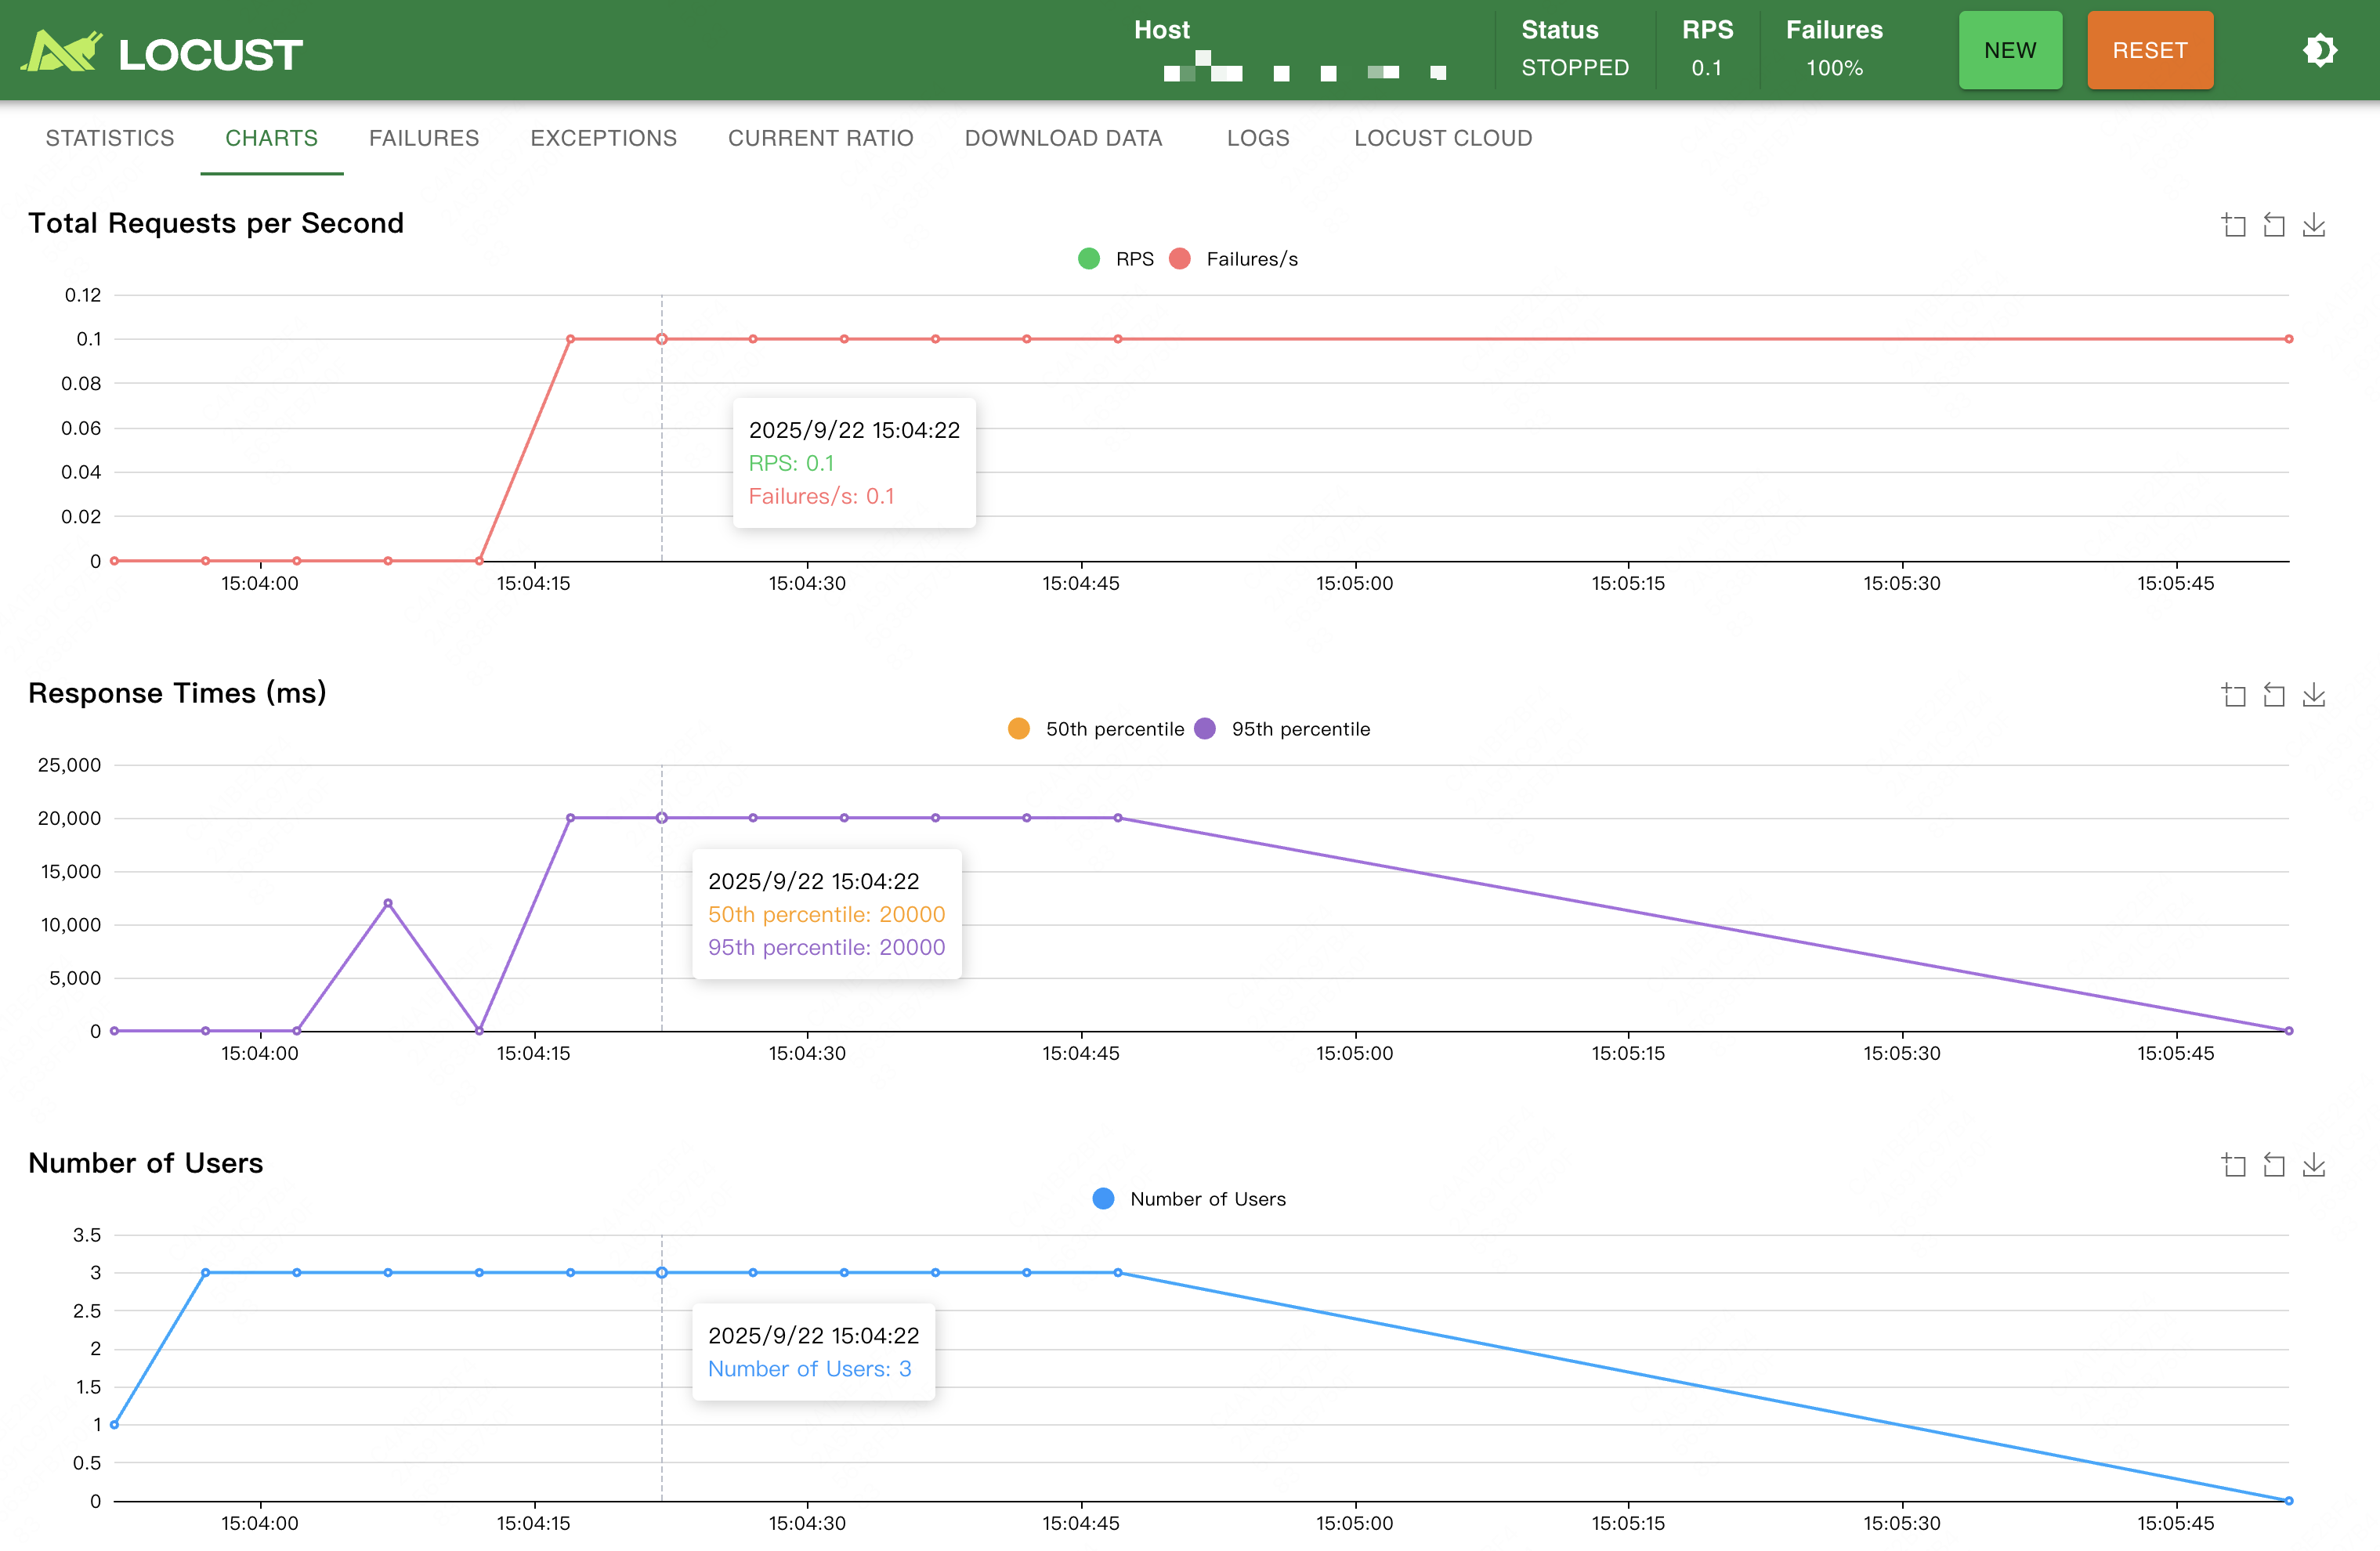 LOCUST
Host
Status
STOPPED
RPS
0.1
Failures
100%
NEW
RESET
STATISTICS
CHARTS
FAILURES
EXCEPTIONS
CURRENT RATIO
DOWNLOAD DATA
LOGS
LOCUST CLOUD
Total Requests per Second
RPS
Failures/s
0.12
0.1
0.08
0.06
0.04
0.02
0
2025/9/22 15:04:22
RPS: 0.1
Failures/s: 0.1
15:04:00
15:04:15
15:04:30
15:04:45
15:05:00
15:05:15
15:05:30
15:05:45
Response Times (ms)
50th percentile
95th percentile
25,000
20,000
15,000
10,000
5,000
0
2025/9/22 15:04:22
50th percentile: 20000
95th percentile: 20000
15:04:00
15:04:15
15:04:30
15:04:45
15:05:00
15:05:15
15:05:30
15:05:45
Number of Users
Number of Users
3.5
3
2.5
2
1.5
1
0.5
0
2025/9/22 15:04:22
Number of Users: 3
15:04:00
15:04:15
15:04:30
15:04:45
15:05:00
15:05:15
15:05:30
15:05:45